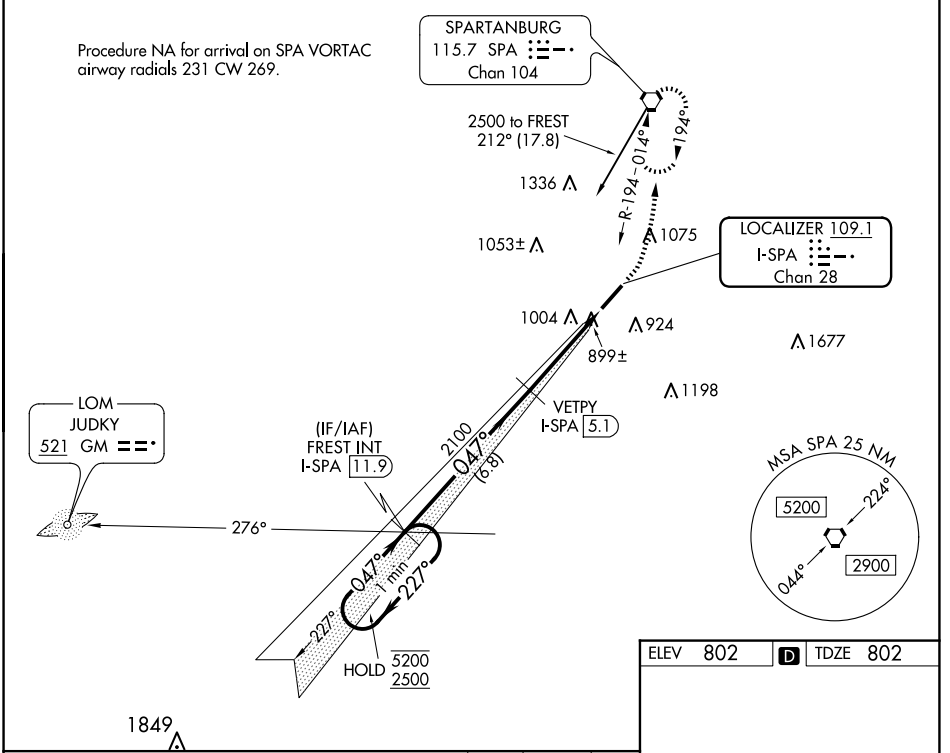 Procedure NA for arrival on SPA VORTAC
airway radials 231 CW 269.
SPARTANBURG
115.7 SPA
Chan 104
2500 to FREST
212° (17.8)
R-194
014°
194°
1336
1053±
1075
LOCALIZER 109.1
I-SPA
Chan 28
1004
924
899±
1677
1198
LOM
JUDKY
521 GM
(IF/IAF)
FREST INT
I-SPA 11.9
VETPY
I-SPA 5.1
2100
047°
(6.8)
276°
047°
1 min
227°
227°
HOLD 5200
2500
MSA SPA 25 NM
5200
224°
044°
2900
ELEV 802 D TDZE 802
1849